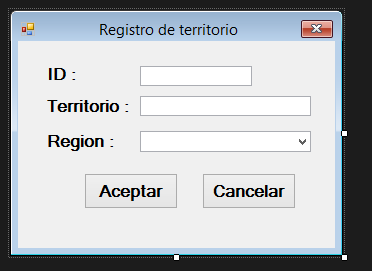 Registro de territorio
ID :
Territorio :
Region :
Aceptar Cancelar